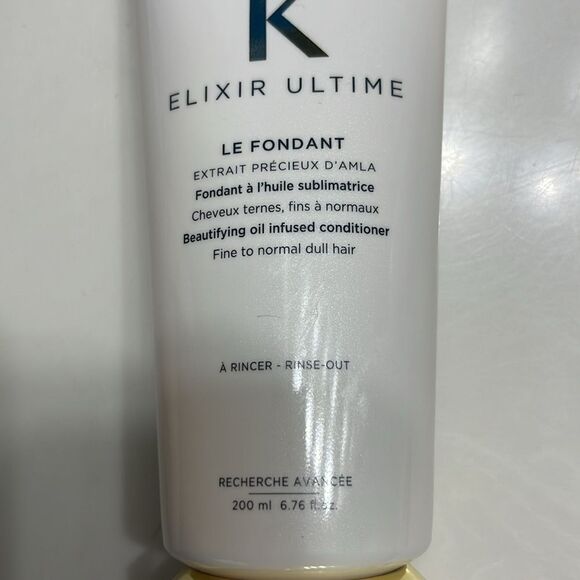 K
ELIXIR ULTIME
LE FONDANT
EXTRAIT PRÉCIEUX D'AMLA
Fondant à l'huile sublimatrice
Cheveux ternes, fins à normaux
Beautifying oil infused conditioner
Fine to normal dull hair
À RINCER - RINSE-OUT
RECHERCHE AVANCÉE
200 ml 6.76 fl.oz.